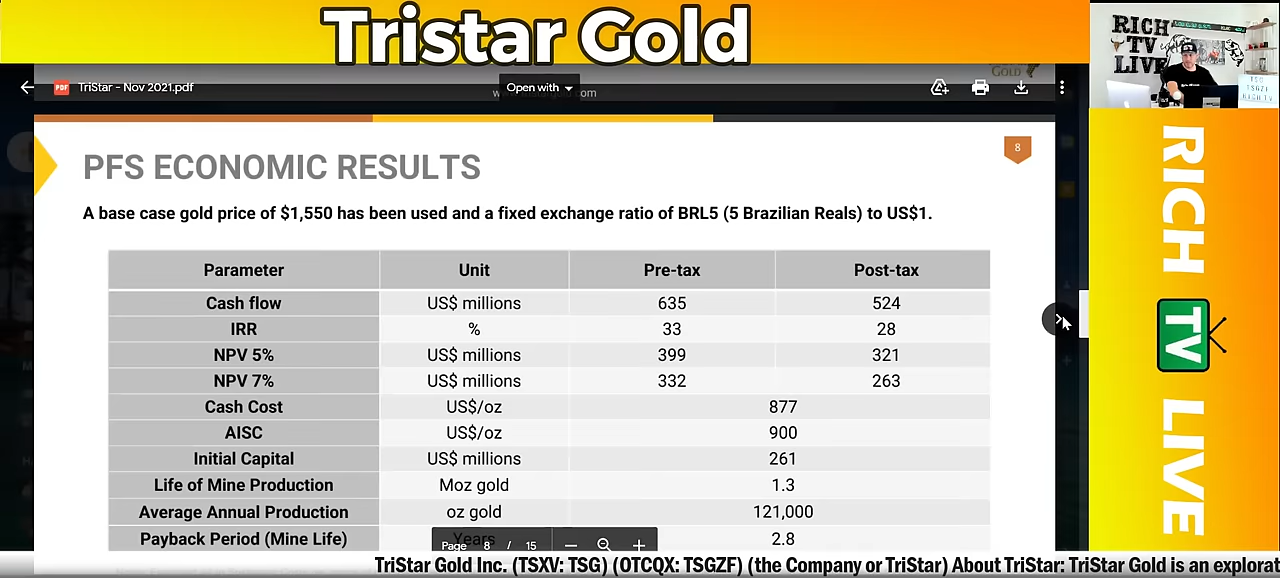 Tristar Gold
RICH
TV
LIVE
GOLD
TriStar - Nov 2021.pdf
Open with
PFS ECONOMIC RESULTS
8
A base case gold price of $1,550 has been used and a fixed exchange ratio of BRL5 (5 Brazilian Reals) to US$1.
Parameter Unit Pre-tax Post-tax
Cash flow US$ millions 635 524
IRR % 33 28
NPV 5% US$ millions 399 321
NPV 7% US$ millions 332 263
Cash Cost US$/oz 877
AISC US$/oz 900
Initial Capital US$ millions 261
Life of Mine Production Moz gold 1.3
Average Annual Production oz gold 121,000
Payback Period (Mine Life) Years 2.8
Page 8 / 15
RICH
TV
LIVE
TriStar Gold Inc. (TSXV: TSG) (OTCQX: TSGZF) (the Company or TriStar) About TriStar: TriStar Gold is an explorat